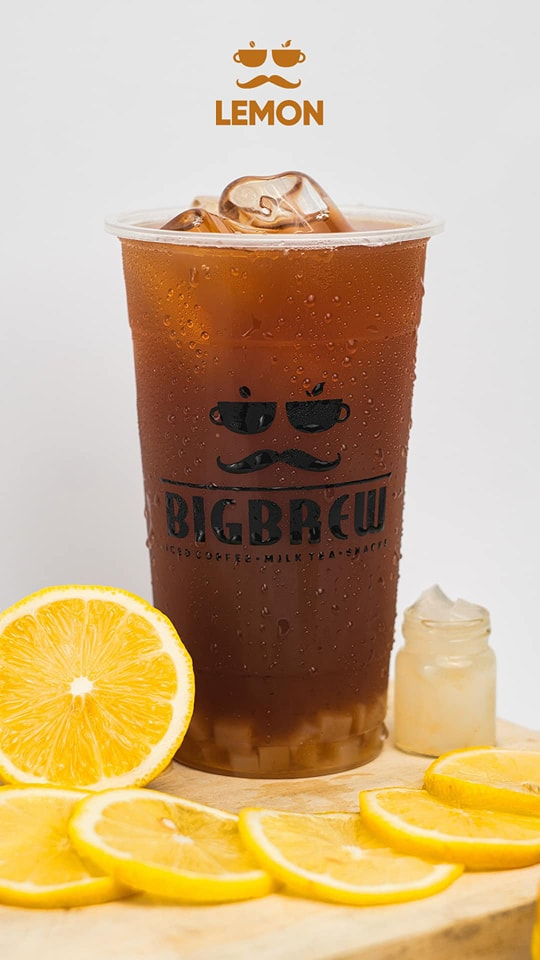 LEMON
BIGBREW
ICED COFFEE • MILK TEA • SNACKS